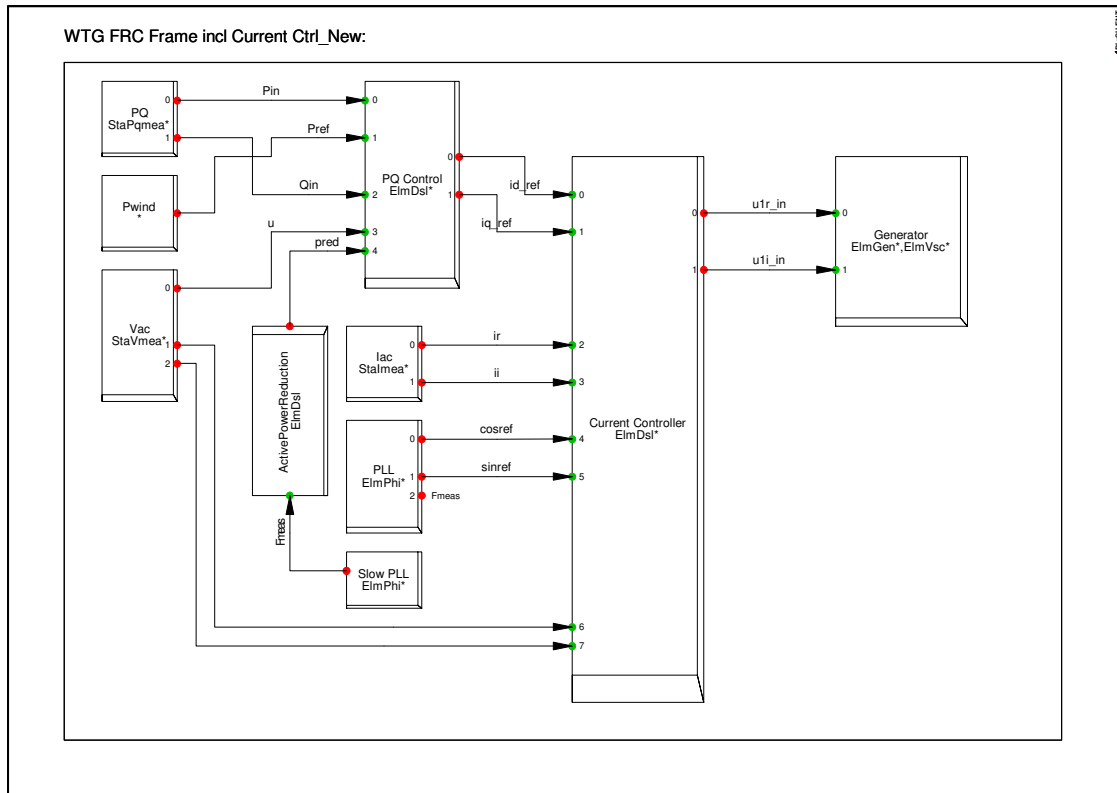 WTG FRC Frame incl Current Ctrl_New:
PQ
StaPqmea*
0
1
Pin
Pref
Qin
u
pred
Pwind
*
Vac
StaVmea*
0
1
2
0
1
2
3
4
PQ Control
ElmDsl*
0
1
id_ref
iq_ref
ActivePowerReduction
ElmDsl
Fmeas
Iac
StaImea*
0
1
ir
ii
PLL
ElmPhi*
0
1
2
cosref
sinref
Fmeas
Slow PLL
ElmPhi*
0
1
2
3
4
5
6
7
Current Controller
ElmDsl*
0
1
u1r_in
u1i_in
0
1
Generator
ElmGen*,ElmVsc*